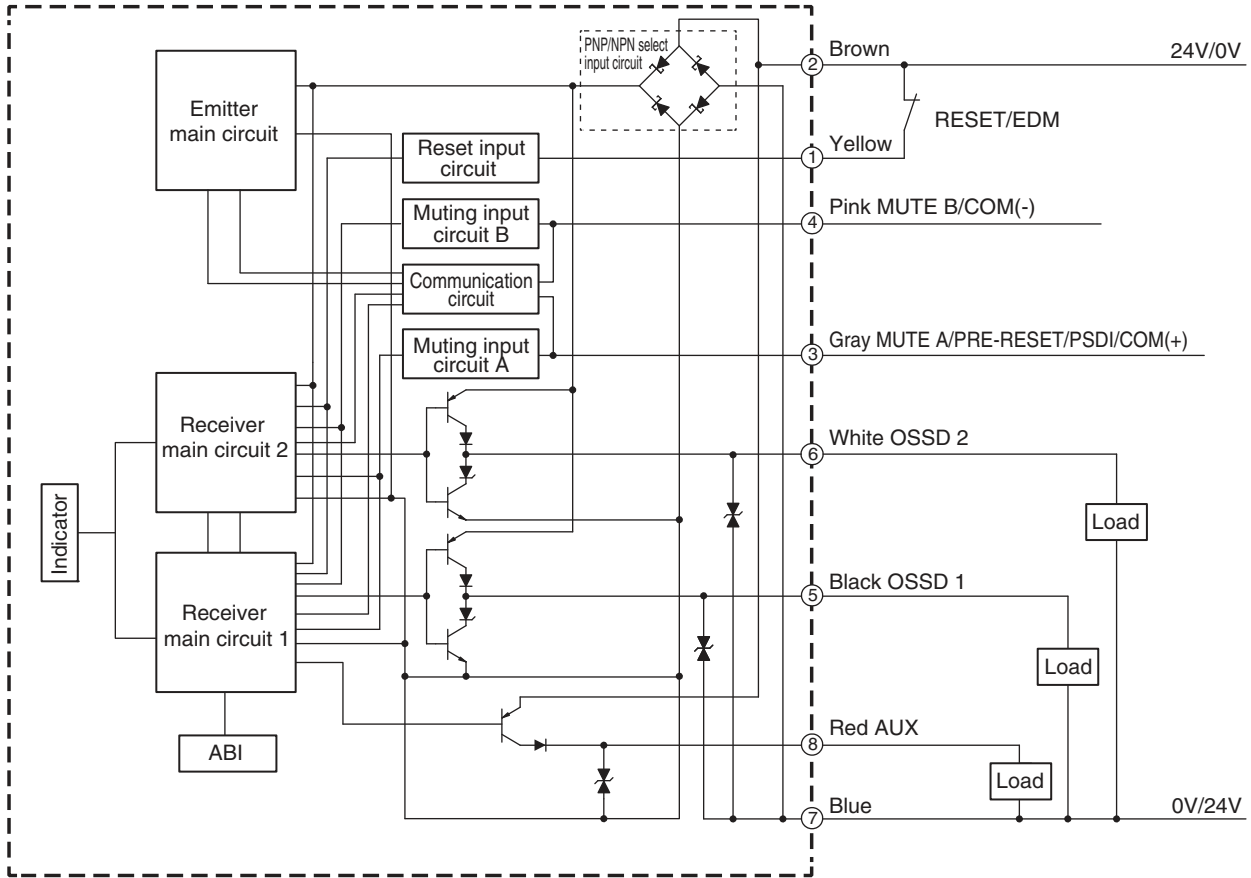 PNP/NPN select
input circuit
Brown
24V/0V
2
Emitter
main circuit
RESET/EDM
Yellow
Reset input
circuit
1
Pink MUTE B/COM(-)
Muting input
circuit B
4
Communication
circuit
Gray MUTE A/PRE-RESET/PSDI/COM(+)
Muting input
circuit A
3
Receiver
main circuit 2
White OSSD 2
6
Indicator
Load
Black OSSD 1
5
Receiver
main circuit 1
Load
Red AUX
8
ABI
Load
Blue
0V/24V
7